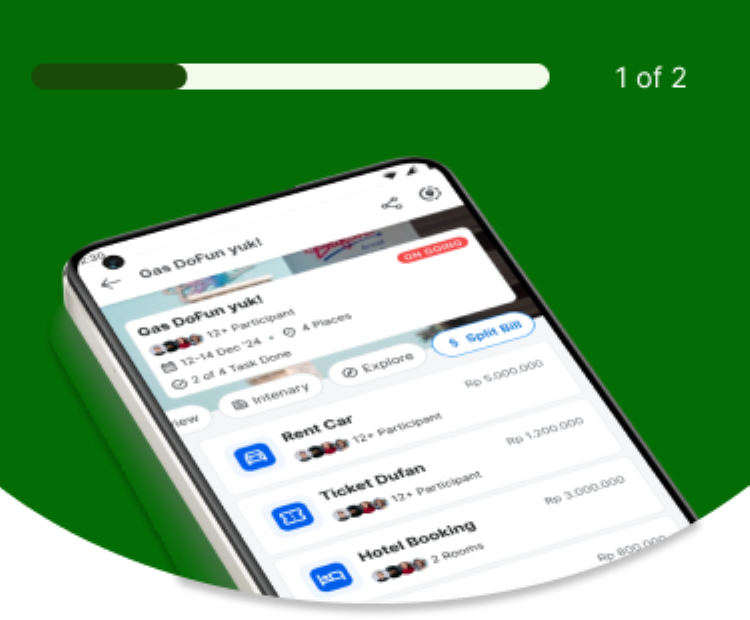 1 of 2
2:30
Gas DoFun yuk!
ON GOING
Gas DoFun yuk!
12+ Participant
12-14 Dec '24 • 4 Places
2 of 4 Task Done
iew
Intenary
Explore
Split Bill
Rent Car
Rp 5.000.000
12+ Participant
Ticket Dufan
Rp 1.200.000
12+ Participant
Hotel Booking
Rp 3.000.000
2 Rooms
Rp 800.000